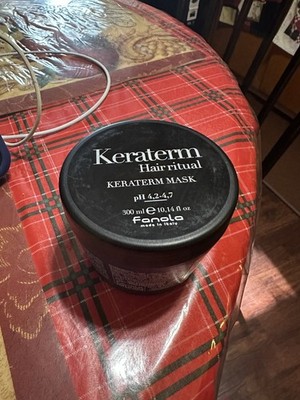 Keraterm
Hair ritual
KERATERM MASK
pH 4,2-4,7
300 ml ℮ 10.14 fl oz
fanola
made in italy